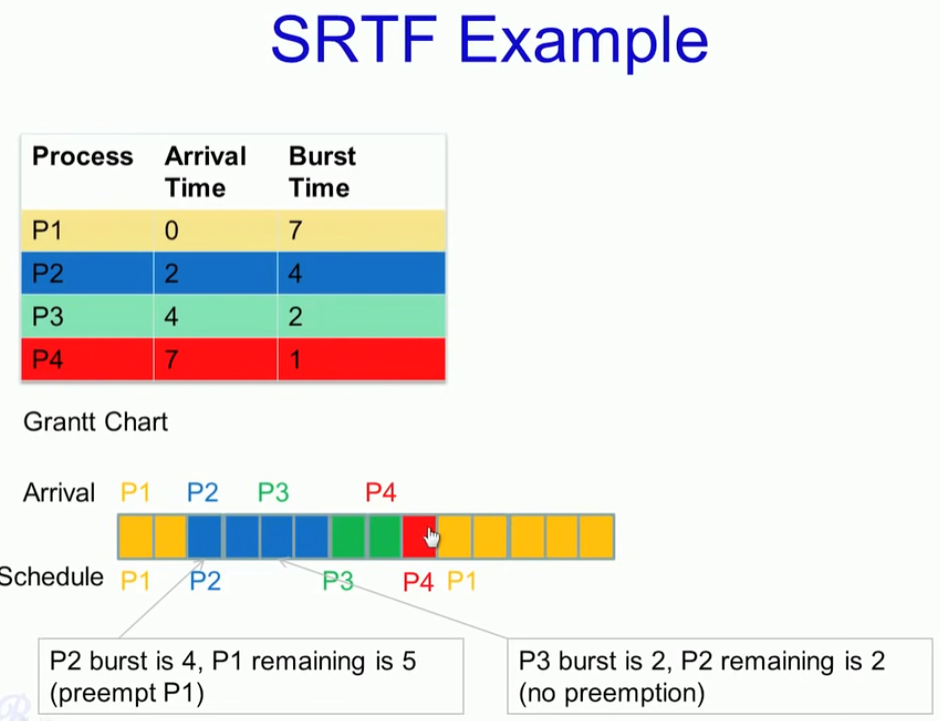 SRTF Example
Process Arrival Time Burst Time
P1 0 7
P2 2 4
P3 4 2
P4 7 1
Grantt Chart
Arrival P1 P2 P3 P4
Schedule P1 P2 P3 P4 P1
P2 burst is 4, P1 remaining is 5
(preempt P1)
P3 burst is 2, P2 remaining is 2
(no preemption)